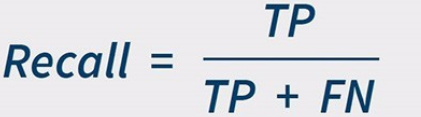 TP
Recall =
TP + FN